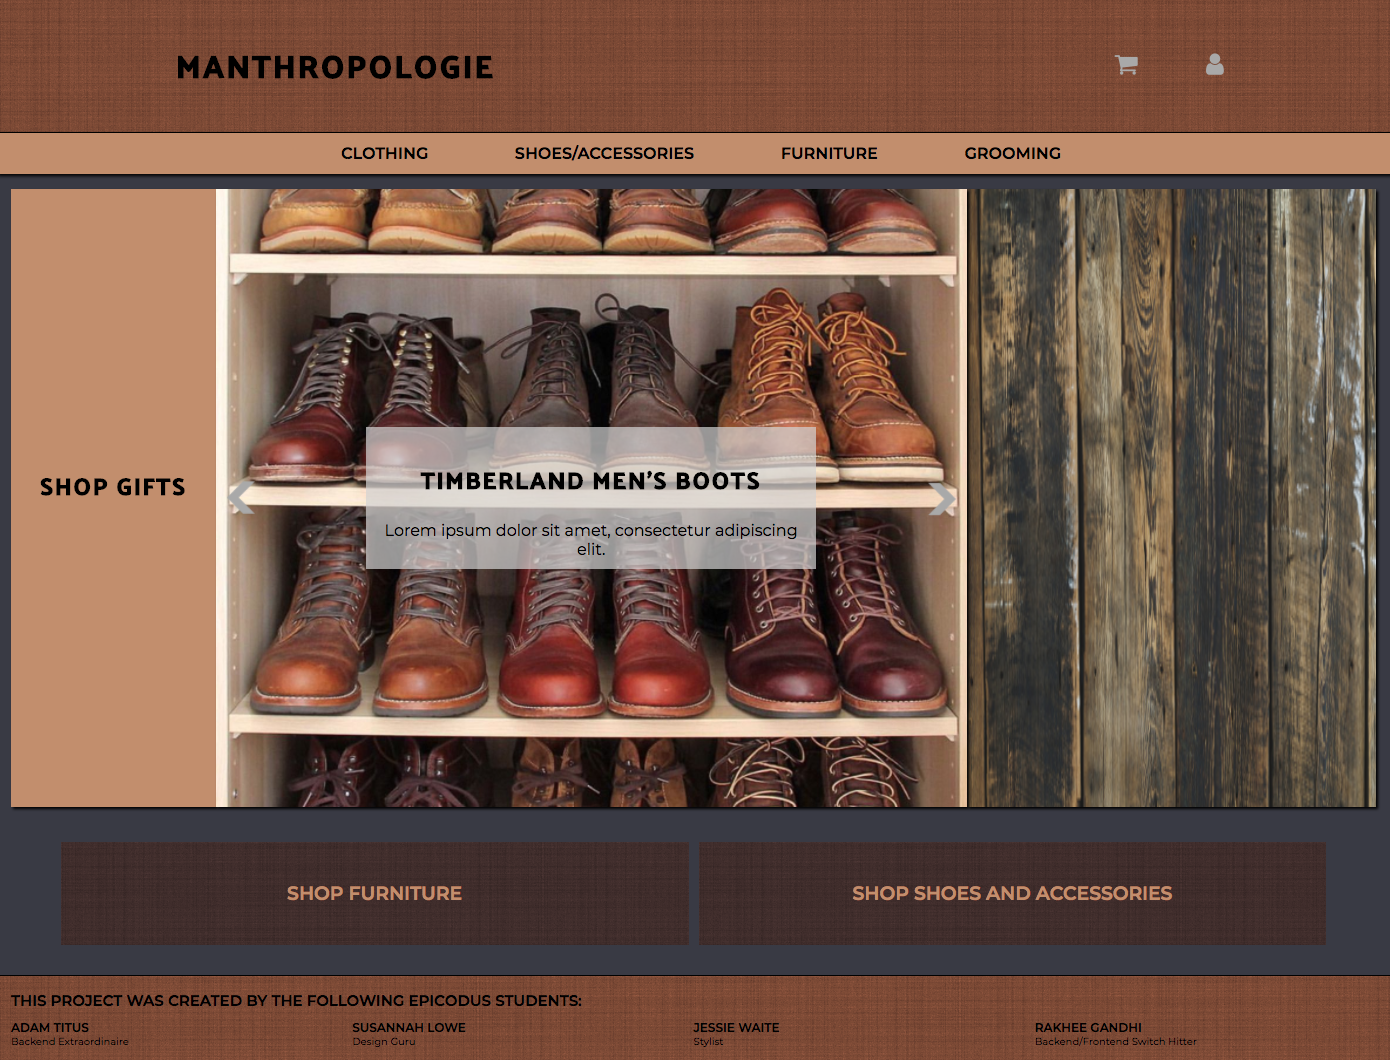 MANTHROPOLOGIE
CLOTHING SHOES/ACCESSORIES FURNITURE GROOMING
SHOP GIFTS
TIMBERLAND MEN'S BOOTS
Lorem ipsum dolor sit amet, consectetur adipiscing
elit.
SHOP FURNITURE SHOP SHOES AND ACCESSORIES
THIS PROJECT WAS CREATED BY THE FOLLOWING EPICODUS STUDENTS:
ADAM TITUS SUSANNAH LOWE JESSIE WAITE RAKHEE GANDHI
Backend Extraordinaire Design Guru Stylist Backend/Frontend Switch Hitter